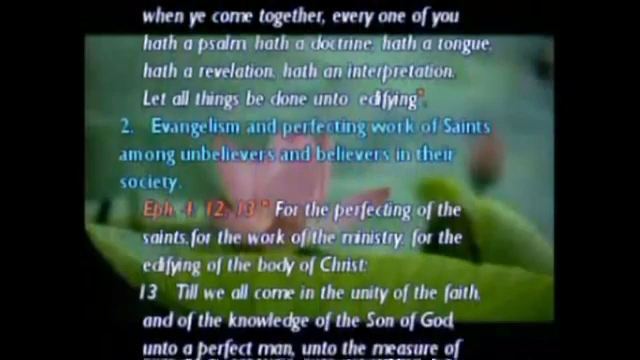 when ye come together, every one of you
hath a psalm, hath a doctrine, hath a tongue,
hath a revelation, hath an interpretation.
Let all things be done unto edifying".
2. Evangelism and perfecting work of Saints
among unbelievers and believers in their
society.
Eph. 4: 12, 13 " For the perfecting of the
saints, for the work of the ministry, for the
edifying of the body of Christ:
13 Till we all come in the unity of the faith,
and of the knowledge of the Son of God,
unto a perfect man, unto the measure of